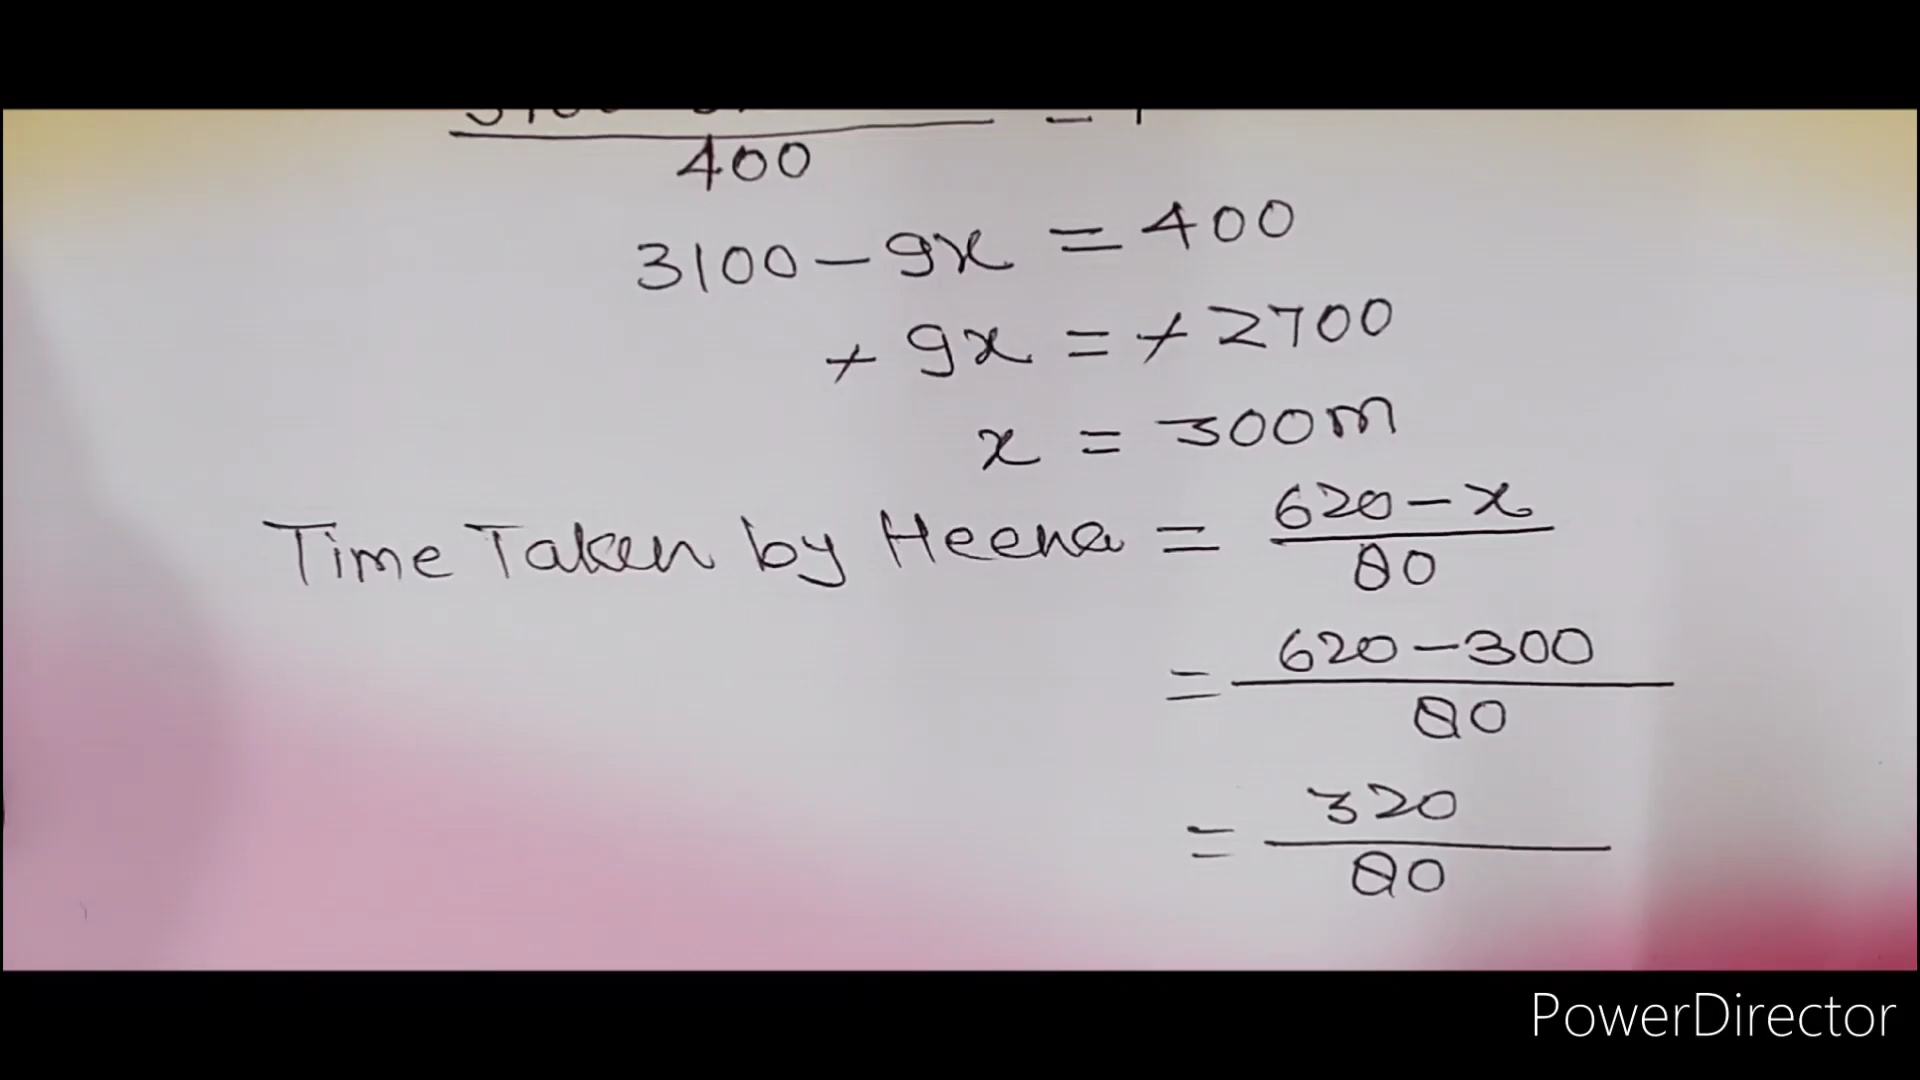 400
3100 - 9x = 400
+ 9x = + 2700
x = 300m
Time Taken by Heena = 620 - x / 80
= 620 - 300 / 80
= 320 / 80
PowerDirector